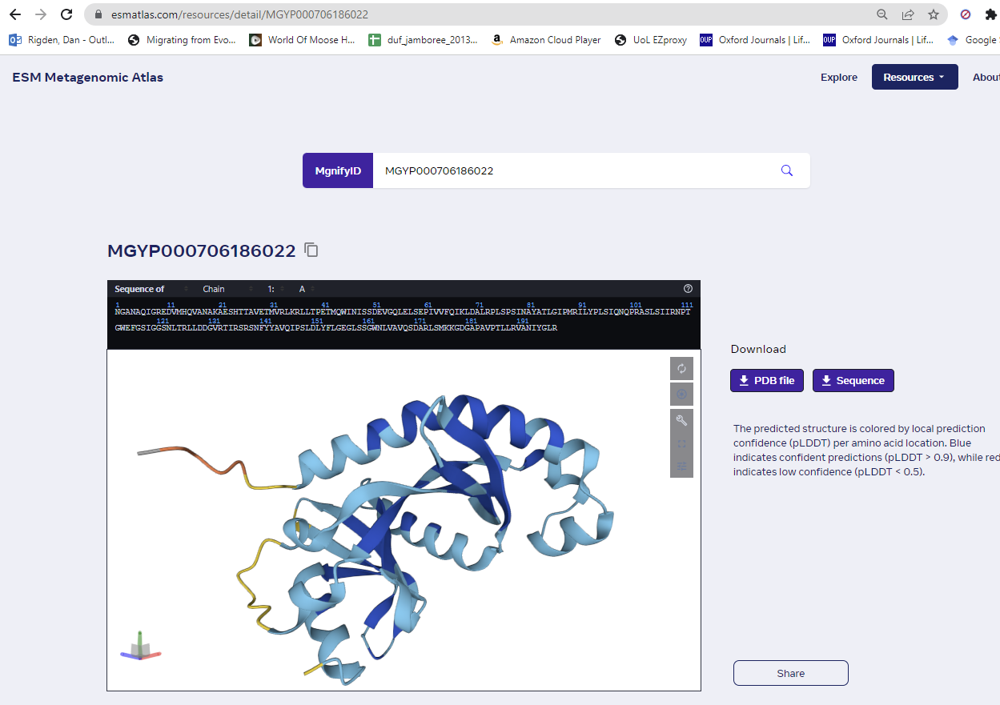 esmatlas.com/resources/detail/MGYP000706186022
Rigden, Dan - Outl... Migrating from Evo... World Of Moose H... duf_jamboree_2013... Amazon Cloud Player UoL EZproxy OUP Oxford Journals | Lif... OUP Oxford Journals | Lif... Google
ESM Metagenomic Atlas Explore Resources About
MgnifyID MGYP000706186022
MGYP000706186022
Sequence of Chain 1: A
1 11 21 31 41 51 61 71 81 91 101 111
NGANAQIGREDVMHQVANAKAESHTTAVETMVRLKRLLTPETMQWINISSDEVGQLELSEPIVVFQIKLDALRPLSPSINAYATLGIPMRILYPLSIQNQPRASLSIIRNPT
121 131 141 151 161 171 181 191
GWEFGSIGGSNLTRLLDDGVRTIRSRSNFYYAVQIPSLDLYFLGEGLSSGWNLVAVQSDARLSMKKGDGAPAVPTLLRVANIYGLR
Download
PDB file Sequence
The predicted structure is colored by local prediction
confidence (pLDDT) per amino acid location. Blue
indicates confident predictions (pLDDT > 0.9), while red
indicates low confidence (pLDDT < 0.5).
Share